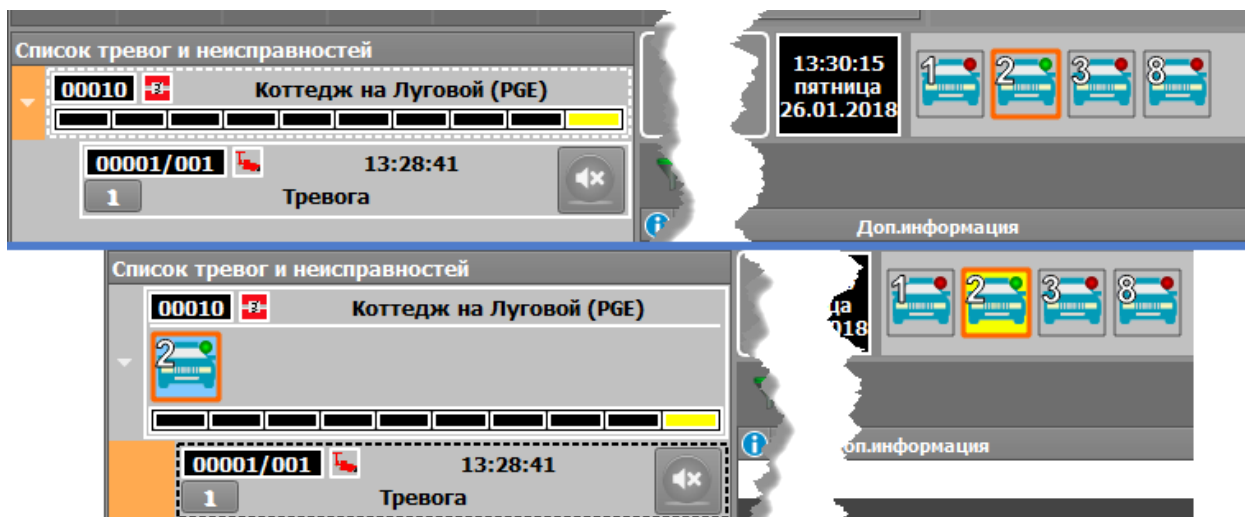 Список тревог и неисправностей
00010 Коттедж на Луговой (PGE)
00001/001 13:28:41
1 Тревога
13:30:15
пятница
26.01.2018
1 2 3 8
Доп.информация
Список тревог и неисправностей
00010 Коттедж на Луговой (PGE)
2
00001/001 13:28:41
1 Тревога
ца
018
1 2 3 8
оп.информация